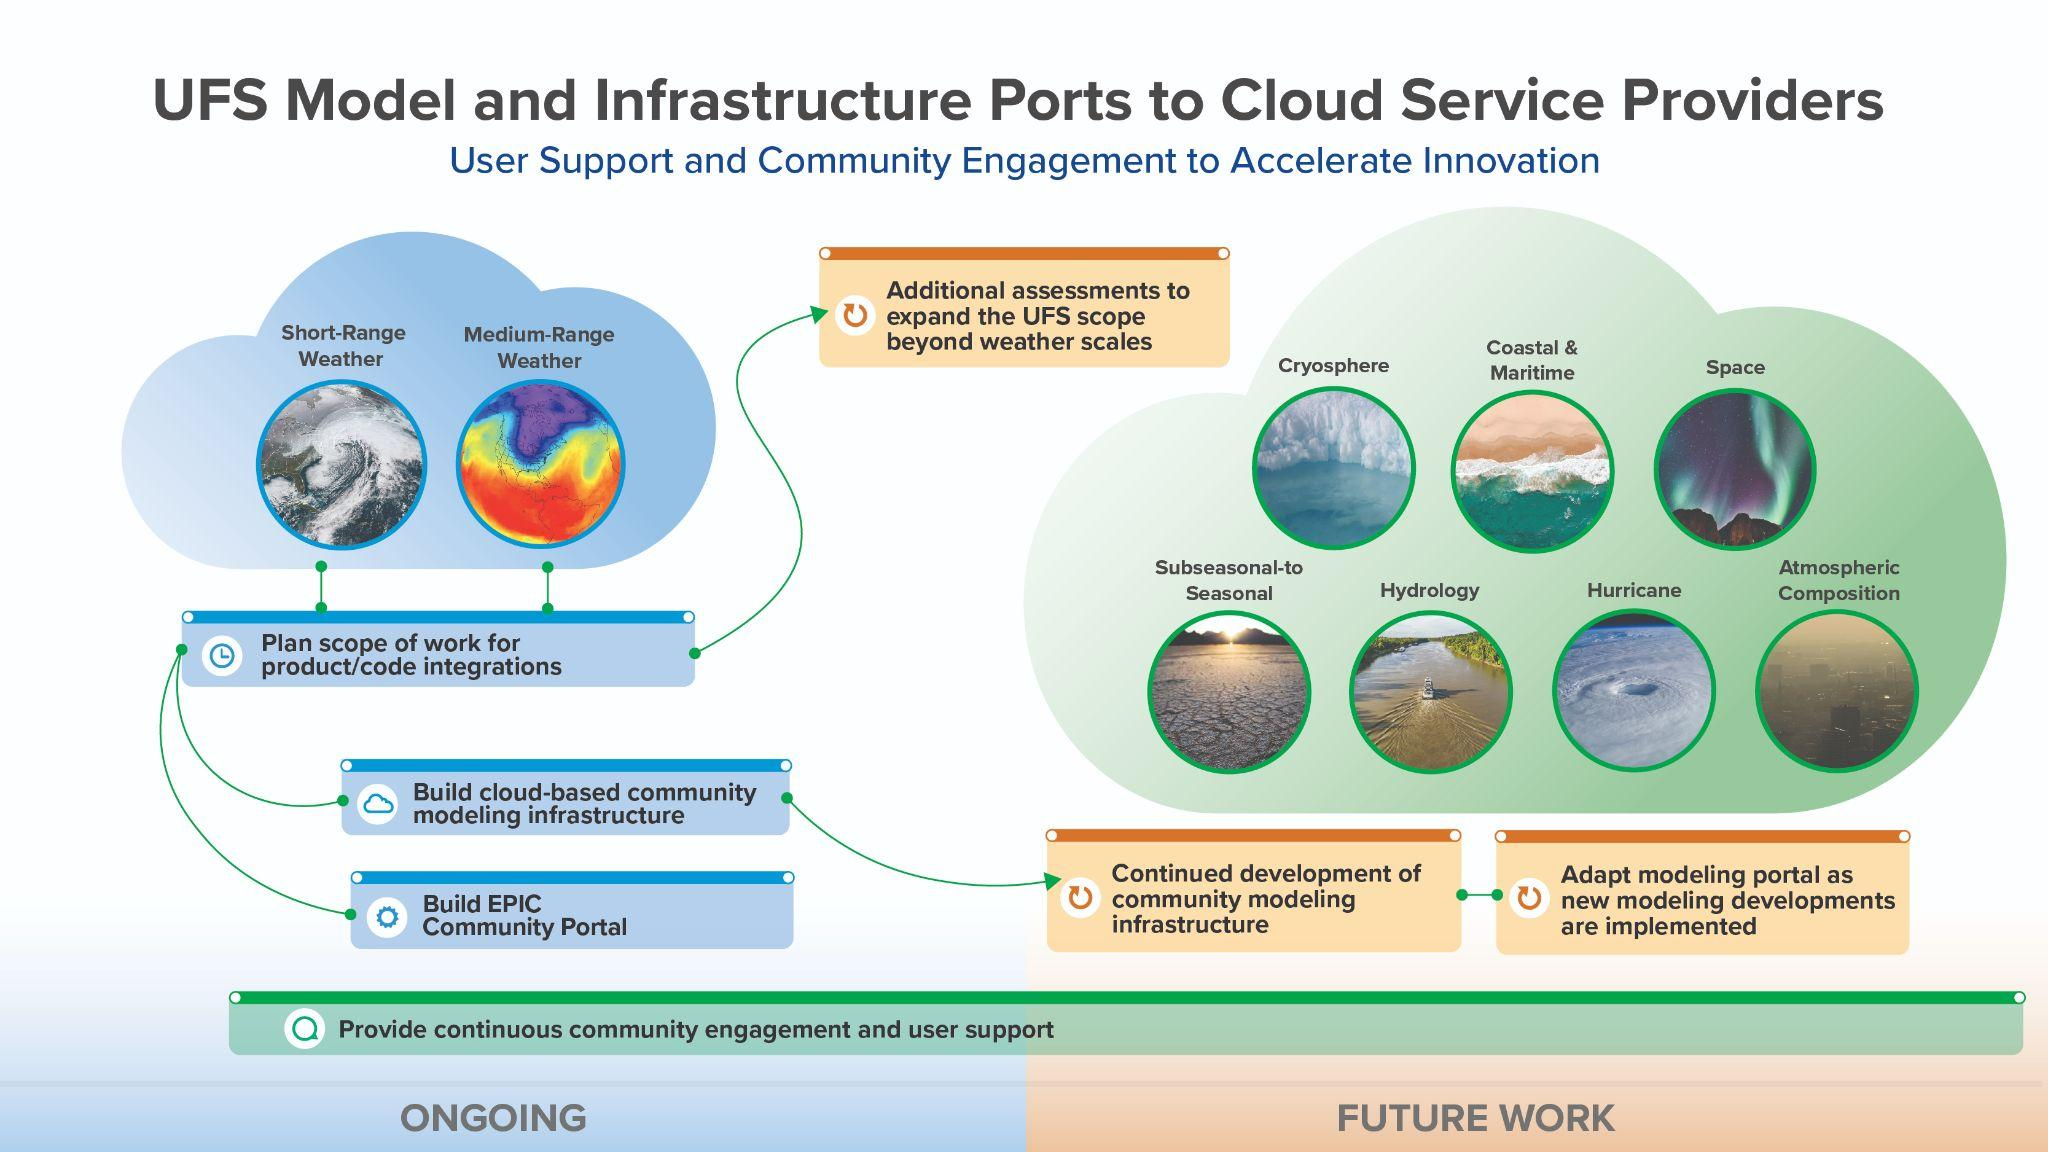 UFS Model and Infrastructure Ports to Cloud Service Providers
User Support and Community Engagement to Accelerate Innovation
Short-Range
Weather
Medium-Range
Weather
Additional assessments to
expand the UFS scope
beyond weather scales
Cryosphere
Coastal &
Maritime
Space
Subseasonal-to
Seasonal
Hydrology
Hurricane
Atmospheric
Composition
Plan scope of work for
product/code integrations
Build cloud-based community
modeling infrastructure
Build EPIC
Community Portal
Continued development of
community modeling
infrastructure
Adapt modeling portal as
new modeling developments
are implemented
Provide continuous community engagement and user support
ONGOING
FUTURE WORK